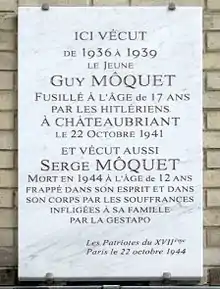 ICI VÉCUT
DE 1936 À 1939
LE JEUNE
GUY MÔQUET
FUSILLÉ À L'ÂGE DE 17 ANS
PAR LES HITLÉRIENS
À CHÂTEAUBRIANT
LE 22 OCTOBRE 1941
ET VÉCUT AUSSI
SERGE MÔQUET
MORT EN 1944 À L'ÂGE DE 12 ANS
FRAPPÉ DANS SON ESPRIT ET DANS
SON CORPS PAR LES SOUFFRANCES
INFLIGÉES À SA FAMILLE
PAR LA GESTAPO
Les Patriotes du XVIIème
Paris le 22 octobre 1944